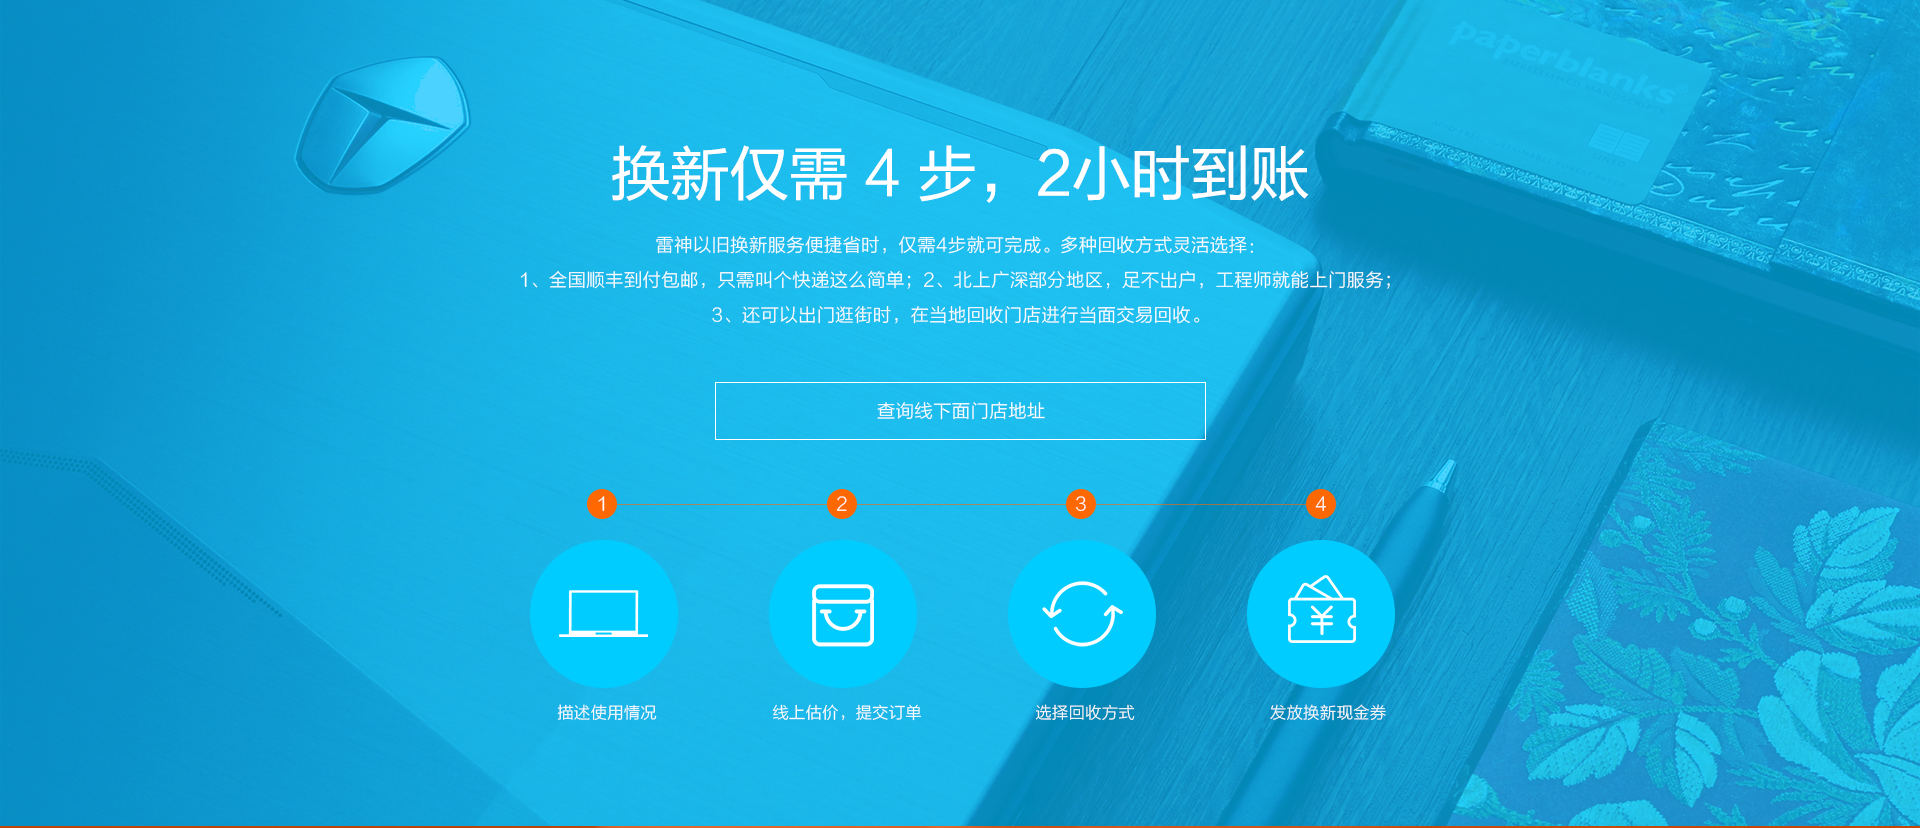 paperblanks
换新仅需 4 步，2小时到账
雷神以旧换新服务便捷省时，仅需4步就可完成。多种回收方式灵活选择：
1、全国顺丰到付包邮，只需叫个快递这么简单；2、北上广深部分地区，足不出户，工程师就能上门服务；
3、还可以出门逛街时，在当地回收门店进行当面交易回收。
查询线下面门店地址
1
2
3
4
¥
描述使用情况
线上估价，提交订单
选择回收方式
发放换新现金券